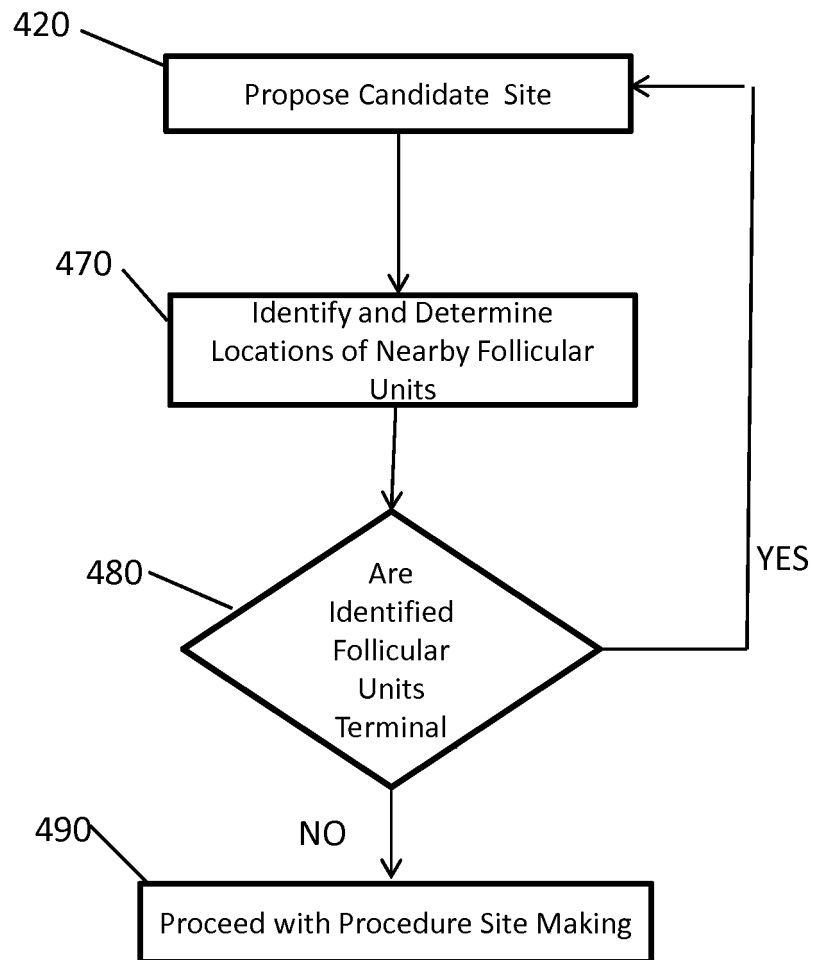 420
Propose Candidate Site
470
Identify and Determine
Locations of Nearby Follicular
Units
480
Are
Identified
Follicular
Units
Terminal
YES
NO
490
Proceed with Procedure Site Making